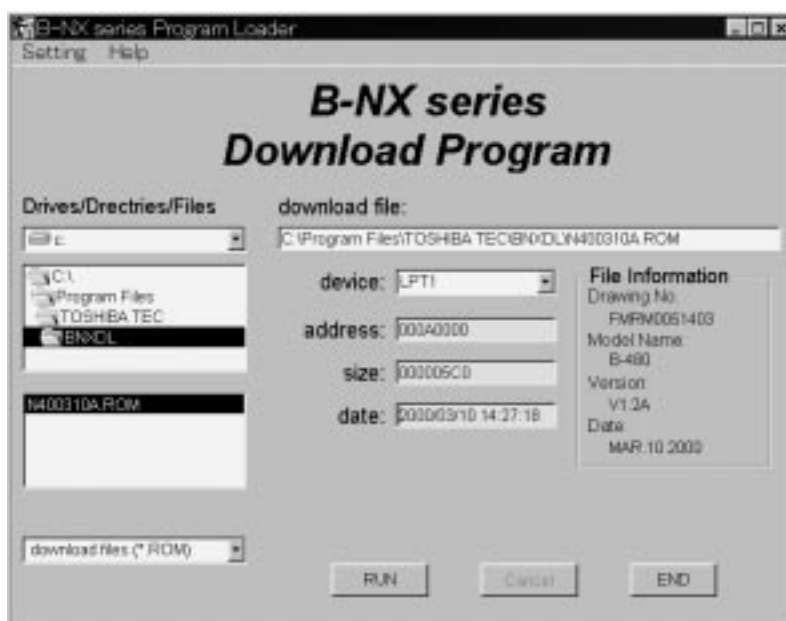 B-NX series Program Loader
Setting Help
B-NX series
Download Program
Drives/Drectries/Files
c:
C:\
Program Files
TOSHIBA TEC
BNXDL
N400310A.ROM
download files (*.ROM)
download file:
C:\Program Files\TOSHIBA TEC\BNXDL\N400310A.ROM
device: LPT1
address: 000A0000
size: 000005C0
date: 2000/03/10 14:27:18
File Information
Drawing No.
FMRM0051403
Model Name
B-480
Version
V1.2A
Date
MAR.10.2000
RUN
Cancel
END